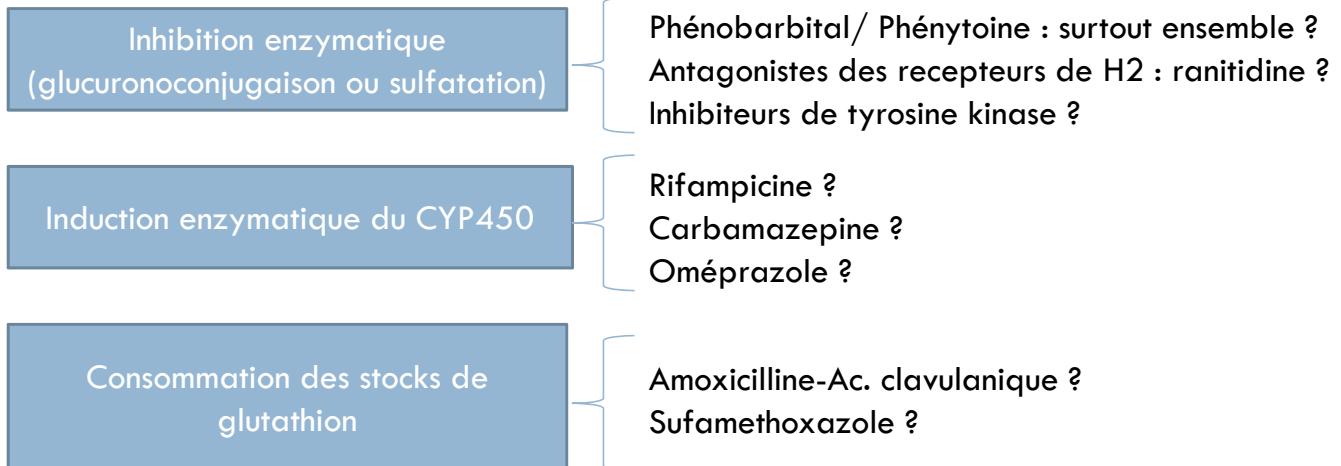 Inhibition enzymatique
(glucuronoconjugaison ou sulfatation)
Phénobarbital/ Phénytoine : surtout ensemble ?
Antagonistes des recepteurs de H2 : ranitidine ?
Inhibiteurs de tyrosine kinase ?
Induction enzymatique du CYP450
Rifampicine ?
Carbamazepine ?
Oméprazole ?
Consommation des stocks de
glutathion
Amoxicilline-Ac. clavulanique ?
Sufamethoxazole ?